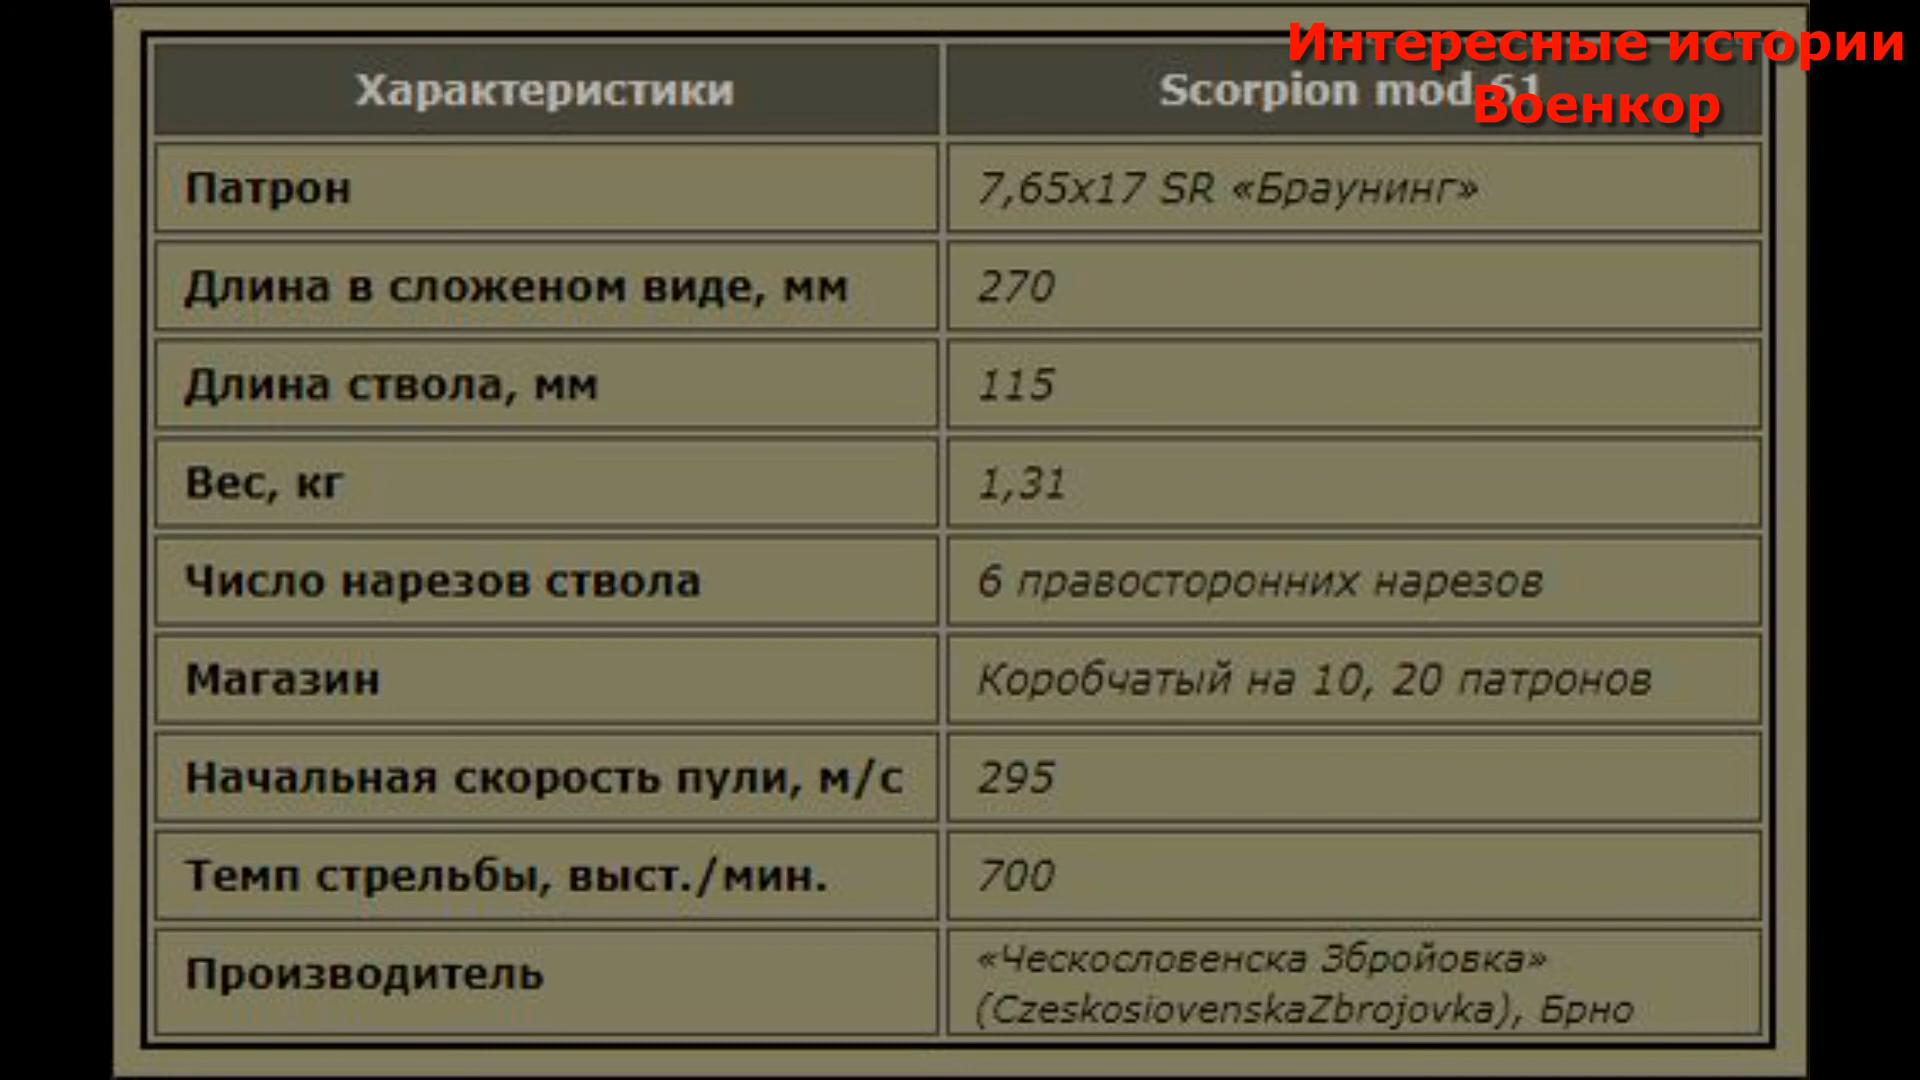 Интересные истории
Военкор
Характеристики Scorpion mod.61
Патрон 7,65x17 SR «Браунинг»
Длина в сложеном виде, мм 270
Длина ствола, мм 115
Вес, кг 1,31
Число нарезов ствола 6 правосторонних нарезов
Магазин Коробчатый на 10, 20 патронов
Начальная скорость пули, м/с 295
Темп стрельбы, выст./мин. 700
Производитель «Ческословенска Збройовка»
(CzeskosiovenskaZbrojovka), Брно